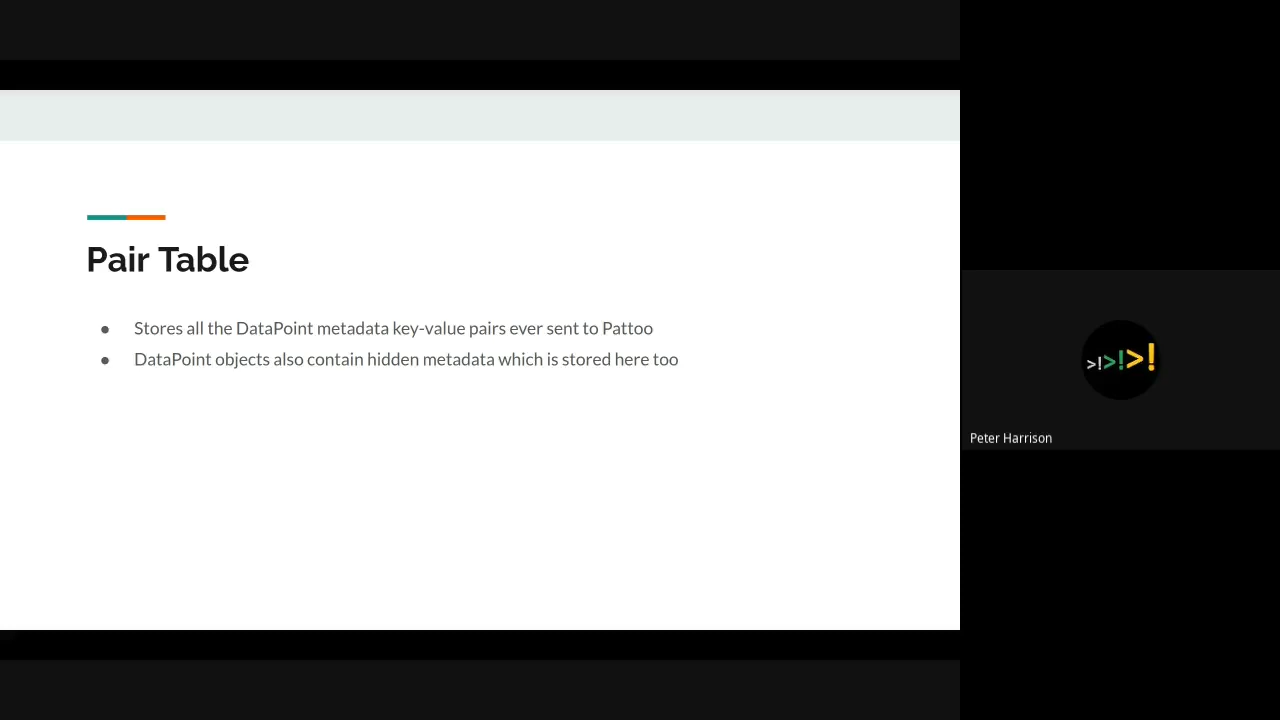 Pair Table
● Stores all the DataPoint metadata key-value pairs ever sent to Pattoo
● DataPoint objects also contain hidden metadata which is stored here too
>!>!>!
Peter Harrison